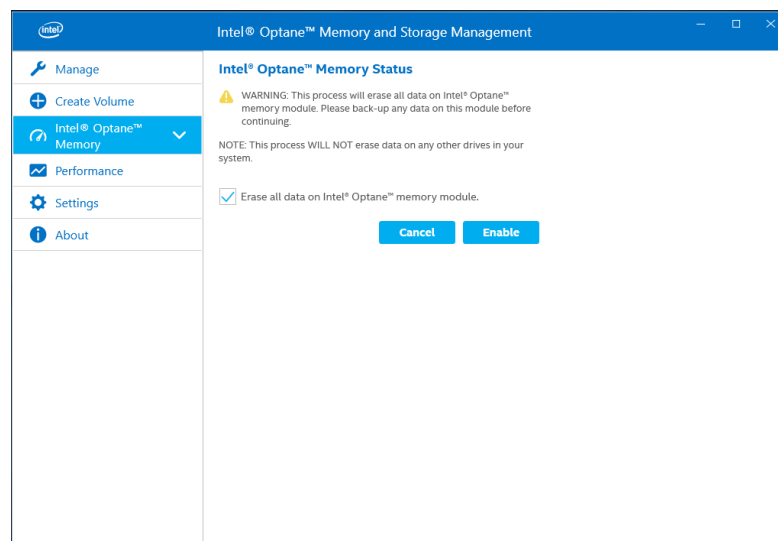 intel
Intel® Optane™ Memory and Storage Management
Manage
Create Volume
Intel® Optane™
Memory
Performance
Settings
About
Intel® Optane™ Memory Status
WARNING: This process will erase all data on Intel® Optane™
memory module. Please back-up any data on this module before
continuing.
NOTE: This process WILL NOT erase data on any other drives in your
system.
Erase all data on Intel® Optane™ memory module.
Cancel
Enable